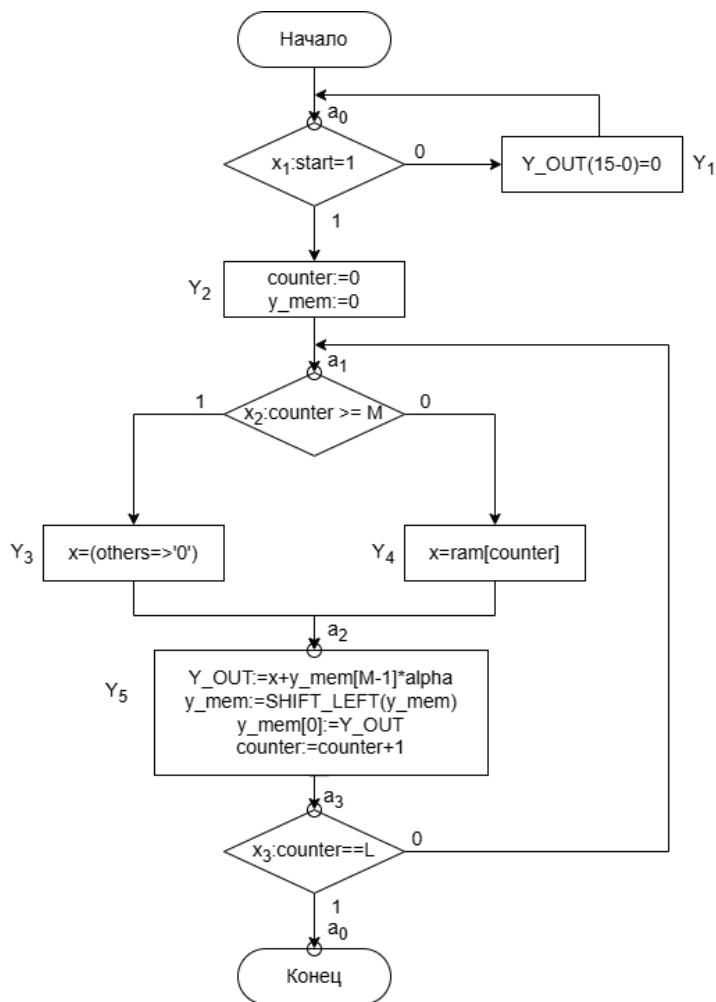 Начало
a0
x1:start=1
0
Y_OUT(15-0)=0
Y1
1
Y2
counter:=0
y_mem:=0
a1
1
x2:counter >= M
0
Y3
x=(others=>'0')
Y4
x=ram[counter]
a2
Y5
Y_OUT:=x+y_mem[M-1]*alpha
y_mem:=SHIFT_LEFT(y_mem)
y_mem[0]:=Y_OUT
counter:=counter+1
a3
x3:counter==L
0
1
a0
Конец